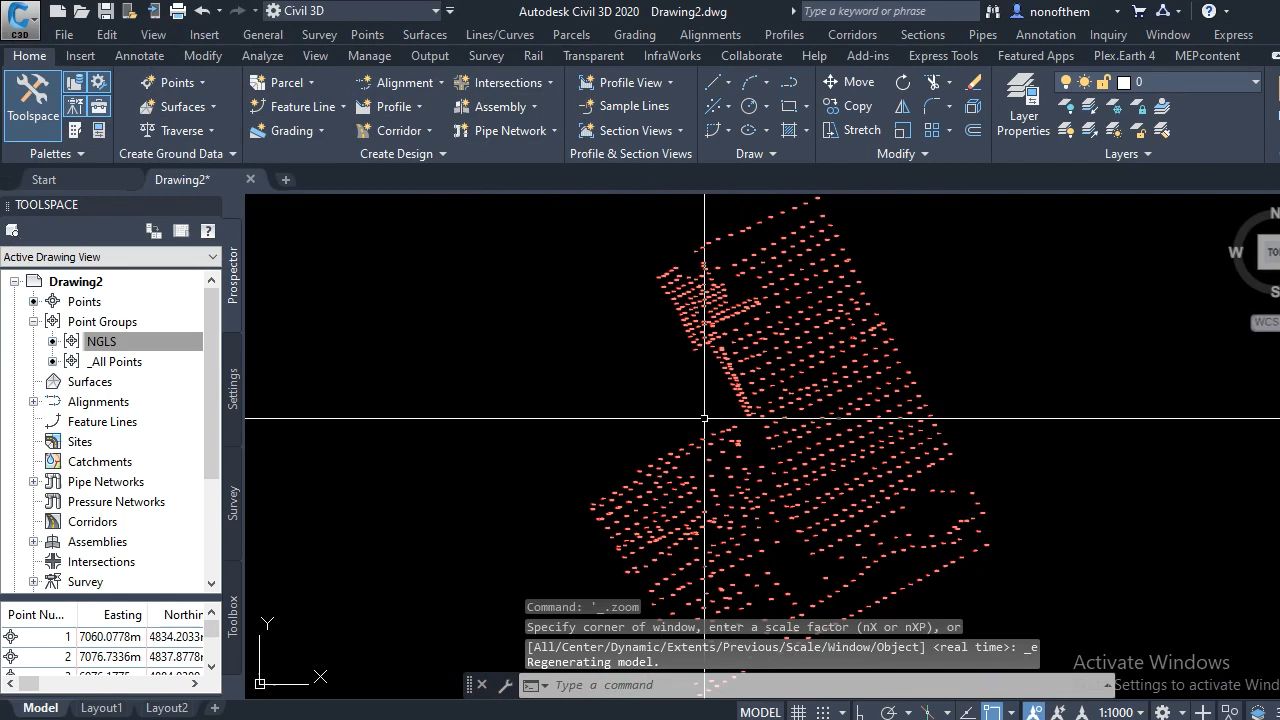 Civil 3D
Autodesk Civil 3D 2020 Drawing2.dwg
Type a keyword or phrase
nonofthem
C3D
File Edit View Insert General Survey Points Surfaces Lines/Curves Parcels Grading Alignments Profiles Corridors Sections Pipes Annotation Inquiry Window Express
Home Insert Annotate Modify Analyze View Manage Output Survey Rail Transparent InfraWorks Collaborate Help Add-ins Express Tools Featured Apps Plex.Earth 4 MEPcontent
Points Parcel Alignment Intersections Profile View Move 0
Toolspace Surfaces Feature Line Profile Assembly Sample Lines Copy Layer Properties
Traverse Grading Corridor Pipe Network Section Views Stretch
Palettes Create Ground Data Create Design Profile & Section Views Draw Modify Layers
Start Drawing2*
TOOLSPACE
Active Drawing View
Drawing2
Points
Point Groups
NGLS
_All Points
Surfaces
Alignments
Feature Lines
Sites
Catchments
Pipe Networks
Pressure Networks
Corridors
Assemblies
Intersections
Survey
Prospector
Settings
Survey
Toolbox
Point Nu... Easting Northin
1 7060.0778m 4834.2033m
2 7076.7336m 4837.8778m
N
W
S
WCS
Y
X
Command: '_.zoom
Specify corner of window, enter a scale factor (nX or nXP), or
[All/Center/Dynamic/Extents/Previous/Scale/Window/Object] <real time>: _e
Regenerating model.
Type a command
Activate Windows
Settings to activate Win
Model Layout1 Layout2
MODEL
1:1000